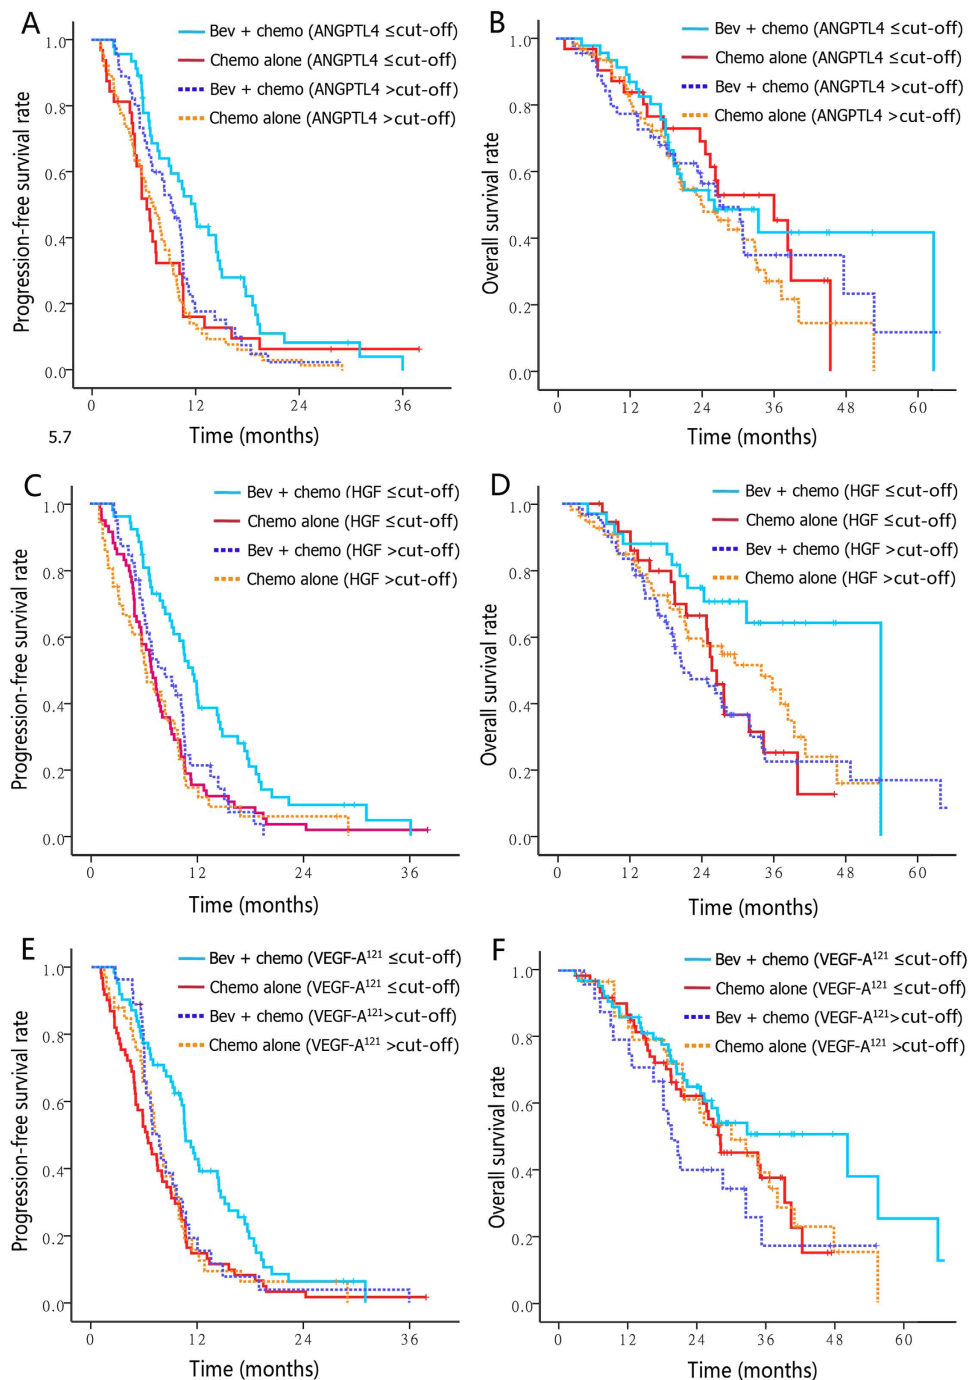 A
Bev + chemo (ANGPTL4 ≤cut-off)
Chemo alone (ANGPTL4 ≤cut-off)
Bev + chemo (ANGPTL4 >cut-off)
Chemo alone (ANGPTL4 >cut-off)
Progression-free survival rate
1.0
0.8
0.6
0.4
0.2
0.0
0 12 24 36
Time (months)
5.7
B
Bev + chemo (ANGPTL4 ≤cut-off)
Chemo alone (ANGPTL4 ≤cut-off)
Bev + chemo (ANGPTL4 >cut-off)
Chemo alone (ANGPTL4 >cut-off)
Overall survival rate
1.0
0.8
0.6
0.4
0.2
0.0
0 12 24 36 48 60
Time (months)
C
Bev + chemo (HGF ≤cut-off)
Chemo alone (HGF ≤cut-off)
Bev + chemo (HGF >cut-off)
Chemo alone (HGF >cut-off)
Progression-free survival rate
1.0
0.8
0.6
0.4
0.2
0.0
0 12 24 36
Time (months)
D
Bev + chemo (HGF ≤cut-off)
Chemo alone (HGF ≤cut-off)
Bev + chemo (HGF >cut-off)
Chemo alone (HGF >cut-off)
Overall survival rate
1.0
0.8
0.6
0.4
0.2
0.0
0 12 24 36 48 60
Time (months)
E
Bev + chemo (VEGF-A¹²¹ ≤cut-off)
Chemo alone (VEGF-A¹²¹ ≤cut-off)
Bev + chemo (VEGF-A¹²¹>cut-off)
Chemo alone (VEGF-A¹²¹ >cut-off)
Progression-free survival rate
1.0
0.8
0.6
0.4
0.2
0.0
0 12 24 36
Time (months)
F
Bev + chemo (VEGF-A¹²¹ ≤cut-off)
Chemo alone (VEGF-A¹²¹ ≤cut-off)
Bev + chemo (VEGF-A¹²¹>cut-off)
Chemo alone (VEGF-A¹²¹ >cut-off)
Overall survival rate
1.0
0.8
0.6
0.4
0.2
0.0
0 12 24 36 48 60
Time (months)